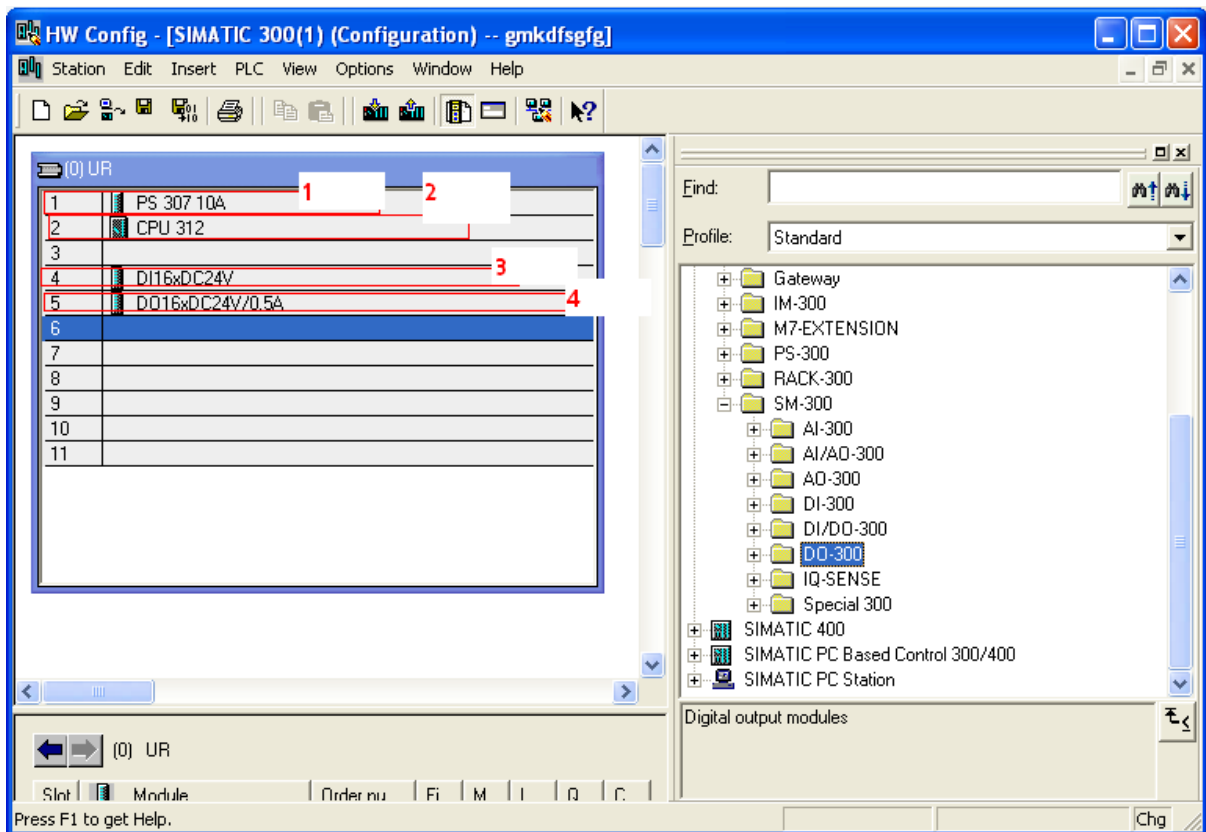 HW Config - [SIMATIC 300(1) (Configuration) -- gmkdfsgfg]
Station Edit Insert PLC View Options Window Help
(0) UR
1 PS 307 10A
2 CPU 312
3
4 DI16xDC24V
5 DO16xDC24V/0.5A
6
7
8
9
10
11
1
2
3
4
Find:
Profile: Standard
Gateway
IM-300
M7-EXTENSION
PS-300
RACK-300
SM-300
AI-300
AI/AO-300
AO-300
DI-300
DI/DO-300
DO-300
IQ-SENSE
Special 300
SIMATIC 400
SIMATIC PC Based Control 300/400
SIMATIC PC Station
Digital output modules
(0) UR
Slot Module Order nu Fi M I Q C
Press F1 to get Help.
Chg